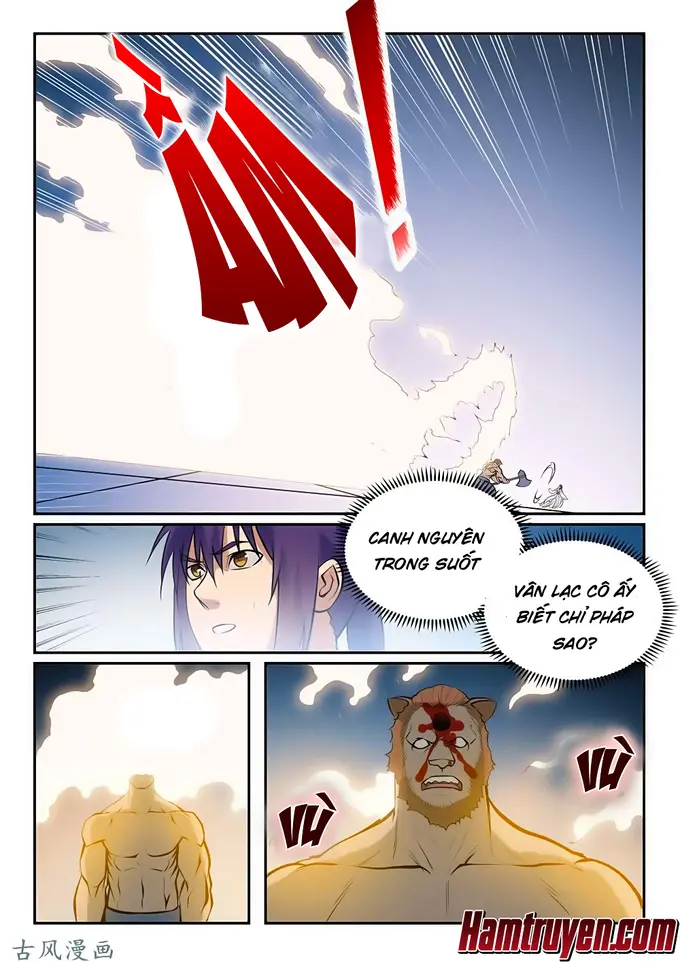 ẦM!
CANH NGUYÊN
TRONG SUỐT
VÂN LẠC CÔ ẤY
BIẾT CHỈ PHÁP
SAO?
VÙ
VÙ
Hamtruyen.com
古风漫画